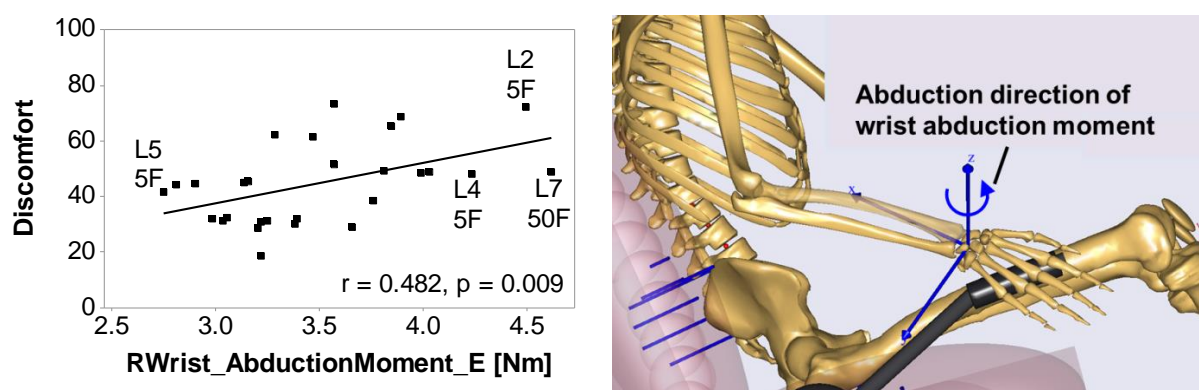 100
80
60
40
20
0
Discomfort
L5
5F
L2
5F
L4
5F
L7
50F
r = 0.482, p = 0.009
2.5
3.0
3.5
4.0
4.5
RWrist_AbductionMoment_E [Nm]
Abduction direction of
wrist abduction moment
z
x